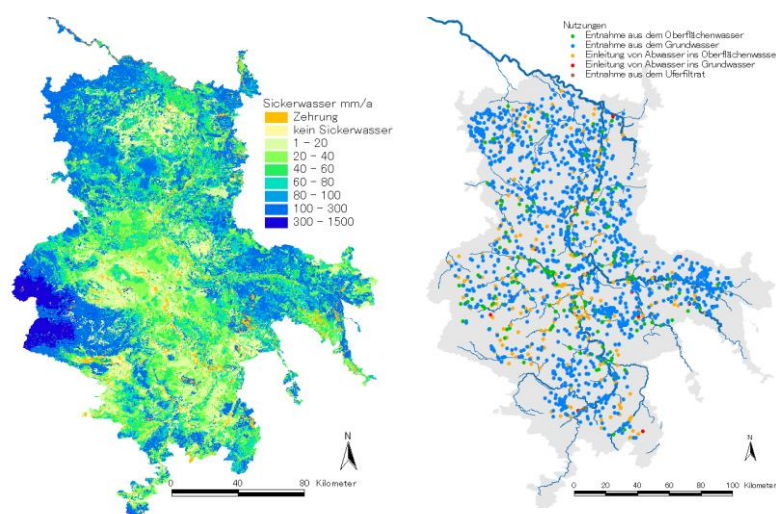 Sickerwasser mm/a
Zehrung
kein Sickerwasser
1 - 20
20 - 40
40 - 60
60 - 80
80 - 100
100 - 300
300 - 1500
N
0 40 80 Kilometer
Nutzungen
Entnahme aus dem Oberflächenwasser
Entnahme aus dem Grundwasser
Einleitung von Abwasser ins Oberflächenwasse
Einleitung von Abwasser ins Grundwasser
Entnahme aus dem Uferfiltrat
N
0 20 40 60 80 100 Kilometer